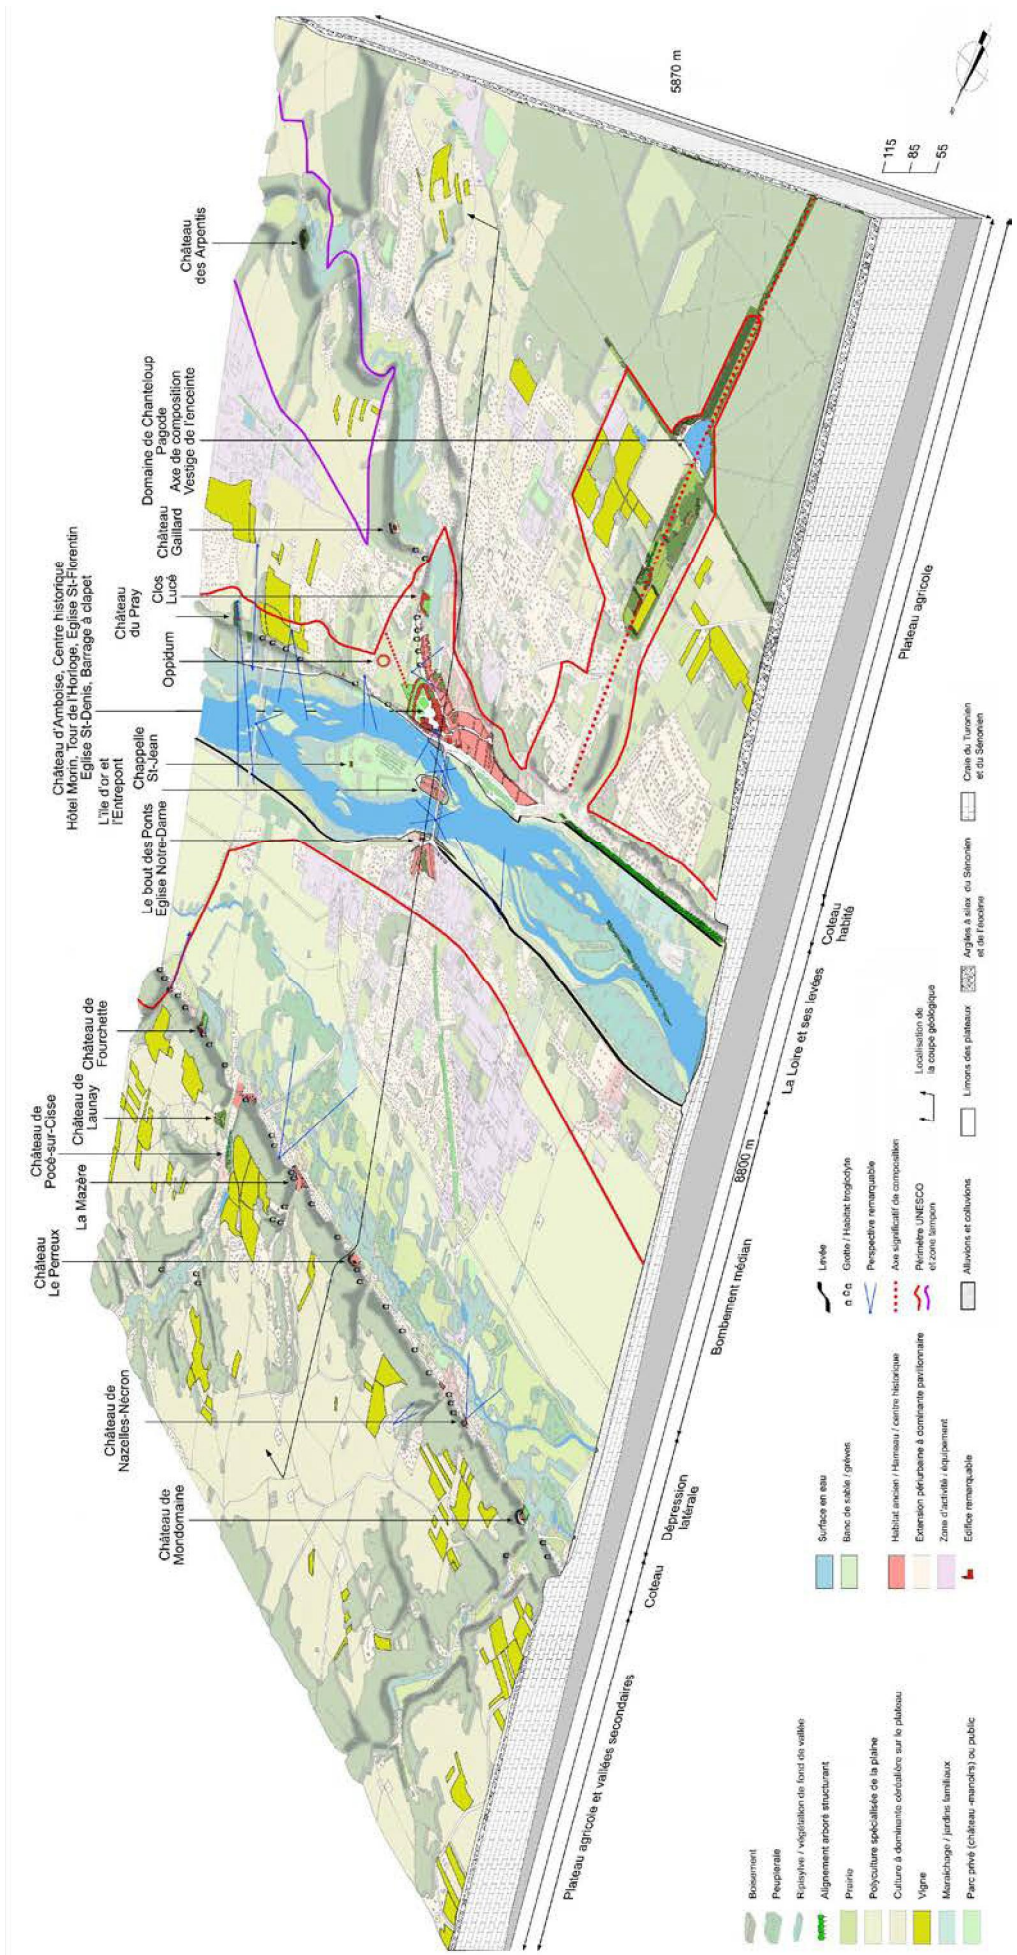 Château de
Mondomaine
Château de
Nazelles-Nécron
Château
Le Perreux
La Mazère
Château de
Pocé-sur-Cisse
Château de
Launay
Château de
Fourchette
Le bout des Ponts
Eglise Notre-Dame
Chappelle
St-Jean
L'île d'or et
l'Entrepont
Château d'Amboise, Centre historique
Hôtel Morin, Tour de l'Horloge, Eglise St-Florentin
Eglise St-Denis, Barrage à clapet
Oppidum
Château
du Pray
Clos
Lucé
Château
Gaillard
Domaine de Chanteloup
Pagode
Axe de composition
Vestige de l'enceinte
Château
des Arpentis
5870 m
115
85
55
Plateau agricole et vallées secondaires
Coteau
Dépression
latérale
Bombement médian
8800 m
La Loire et ses levées
Coteau
habité
Plateau agricole
Boisement
Peupleraie
Ripisylve / végétation de fond de vallée
Alignement arboré structurant
Prairie
Polyculture spécialisée de la plaine
Culture à dominante céréalière sur le plateau
Vigne
Maraîchage / jardins familiaux
Parc privé (château -manoirs) ou public
Surface en eau
Banc de sable / grèves
Habitat ancien / Hameau / centre historique
Extension périurbaine à dominante pavillonnaire
Zone d'activité / équipement
Edifice remarquable
Levée
Grotte / Habitat troglodyte
Perspective remarquable
Axe significatif de composition
Périmètre UNESCO
et zone tampon
Localisation de
la coupe géologique
Alluvions et colluvions
Limons des plateaux
Argiles à silex du Sénonien
et de l'éocène
Craie du Turonien
et du Sénonien